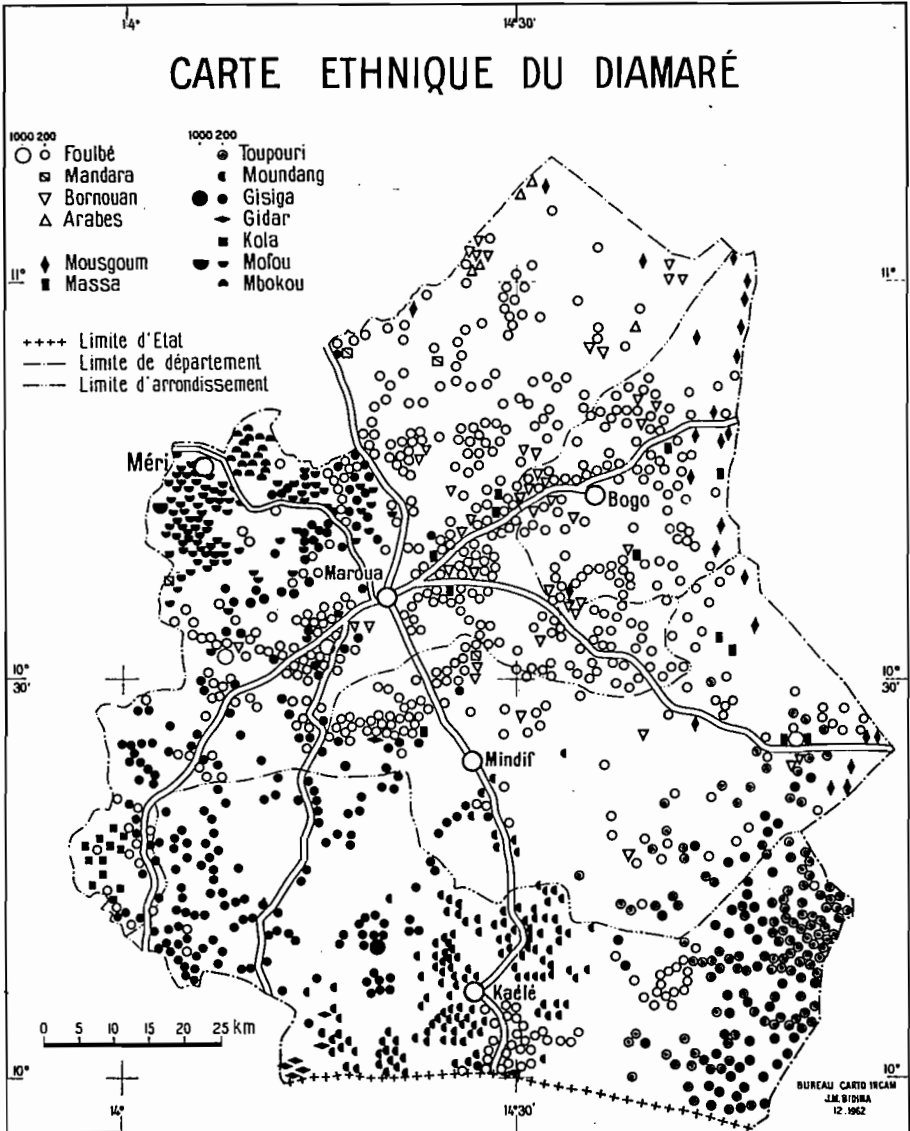 14°
14°30'
CARTE ETHNIQUE DU DIAMARÉ
1000 200
Foulbé
Mandara
Bornouan
Arabes
Mousgoum
Massa
1000 200
Toupouri
Moundang
Gisiga
Gidar
Kola
Mofou
Mbokou
++++ Limite d'Etat
Limite de département
Limite d'arrondissement
11°
11°
Méri
Bogo
Maroua
10°
30'
10°
30'
Mindif
Kaélé
0 5 10 15 20 25 km
10°
10°
14°
14°30'
BUREAU CARTO IRCAM
J.M. BIDIMA
12.1962